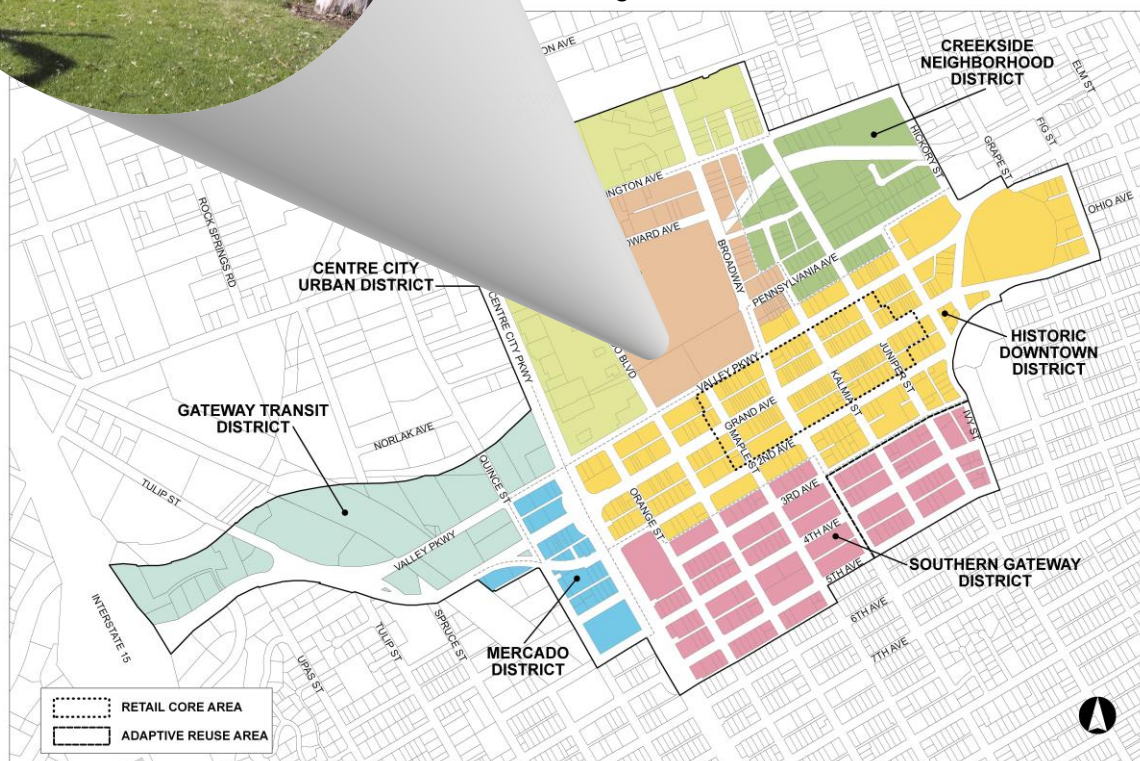 CREEKSIDE
NEIGHBORHOOD
DISTRICT
ELM ST
FIG ST
GRAPE ST
HICKORY ST
OHIO AVE
ROCK SPRINGS RD
BROADWAY
PENNSYLVANIA AVE
CENTRE CITY
URBAN DISTRICT
CENTRE CITY PKWY
HISTORIC
DOWNTOWN
DISTRICT
VALLEY PKWY
JUNIPER ST
KALMIA ST
GRAND AVE
MAPLE ST
2ND AVE
IVY ST
GATEWAY TRANSIT
DISTRICT
NORLAK AVE
QUINCE ST
TULIP ST
ORANGE ST
3RD AVE
4TH AVE
5TH AVE
VALLEY PKWY
SOUTHERN GATEWAY
DISTRICT
6TH AVE
7TH AVE
INTERSTATE 15
UPAS ST
TULIP ST
SPRUCE ST
MERCADO
DISTRICT
RETAIL CORE AREA
ADAPTIVE REUSE AREA